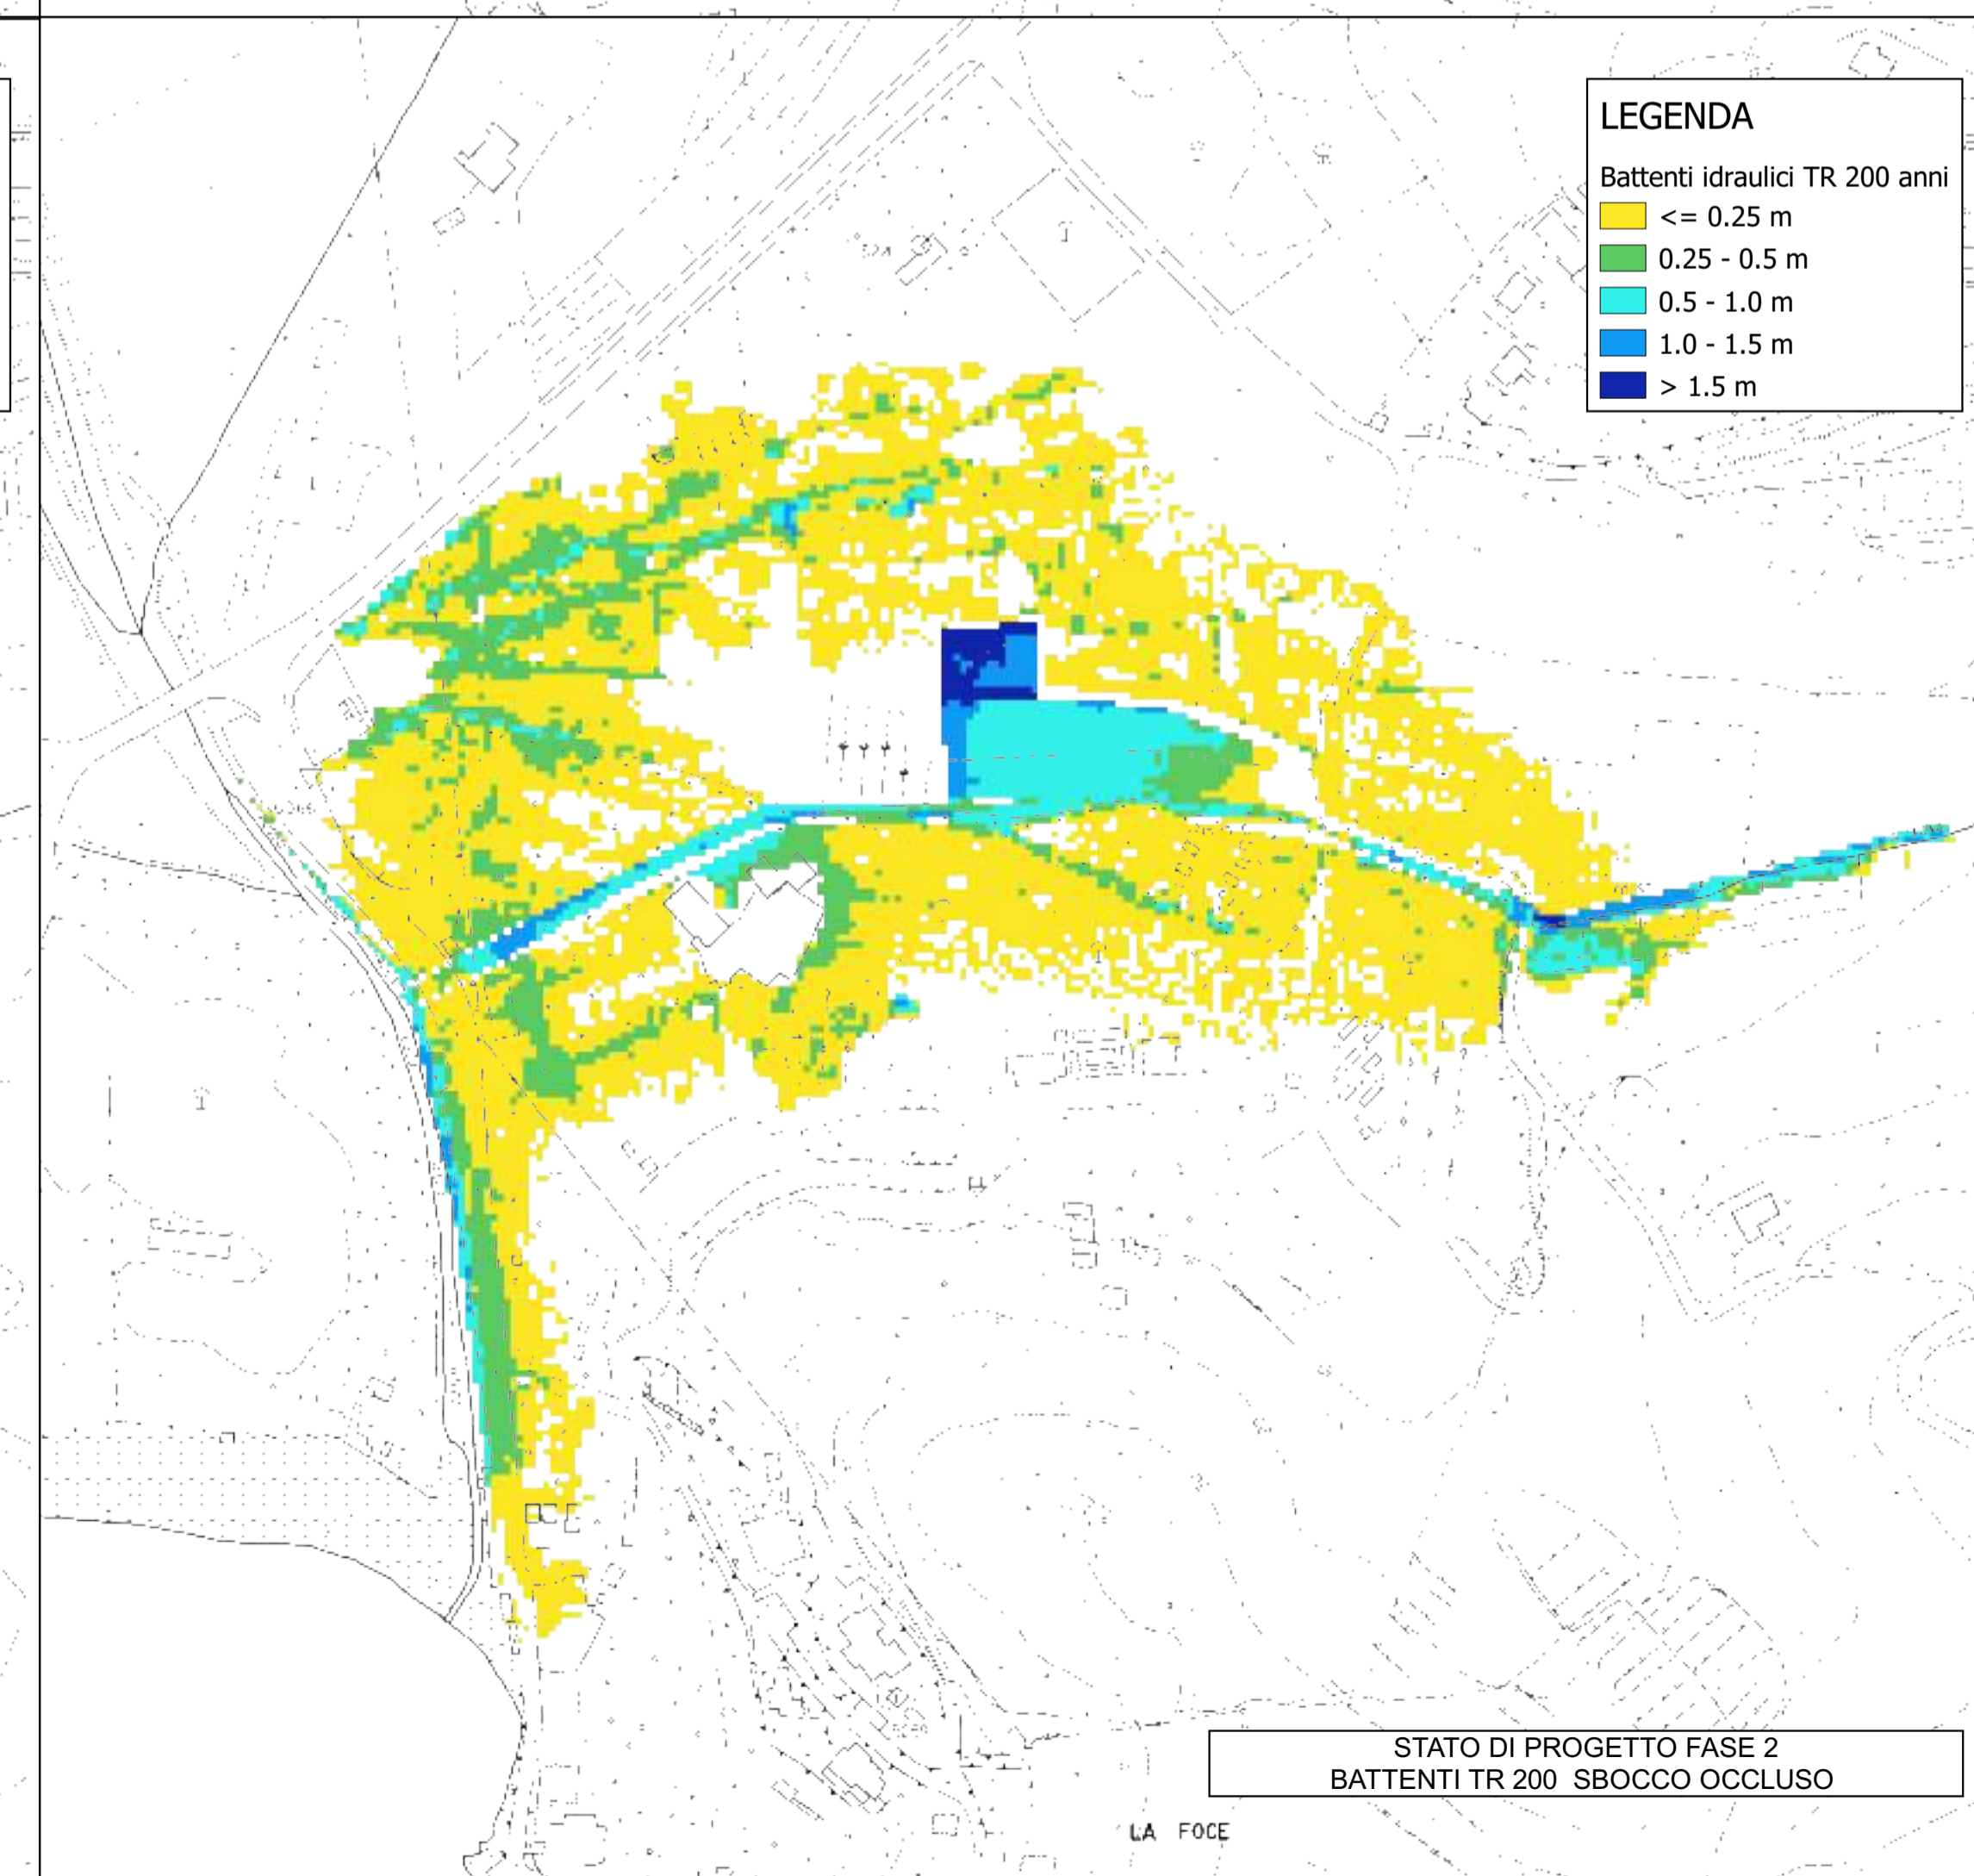 LEGENDA
Battenti idraulici TR 200 anni
<= 0.25 m
0.25 - 0.5 m
0.5 - 1.0 m
1.0 - 1.5 m
> 1.5 m
STATO DI PROGETTO FASE 2
BATTENTI TR 200 SBOCCO OCCLUSO
LA FOCE